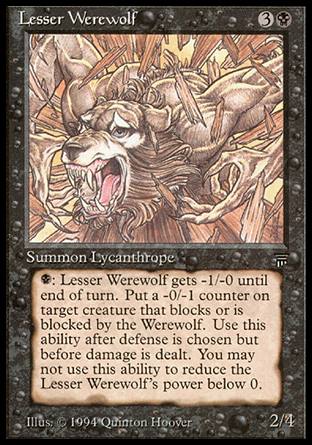 Lesser Werewolf 3
Summon Lycanthrope
: Lesser Werewolf gets -1/-0 until
end of turn. Put a -0/-1 counter on
target creature that blocks or is
blocked by the Werewolf. Use this
ability after defense is chosen but
before damage is dealt. You may
not use this ability to reduce the
Lesser Werewolf's power below 0.
Illus: © 1994 Quinton Hoover 2/4